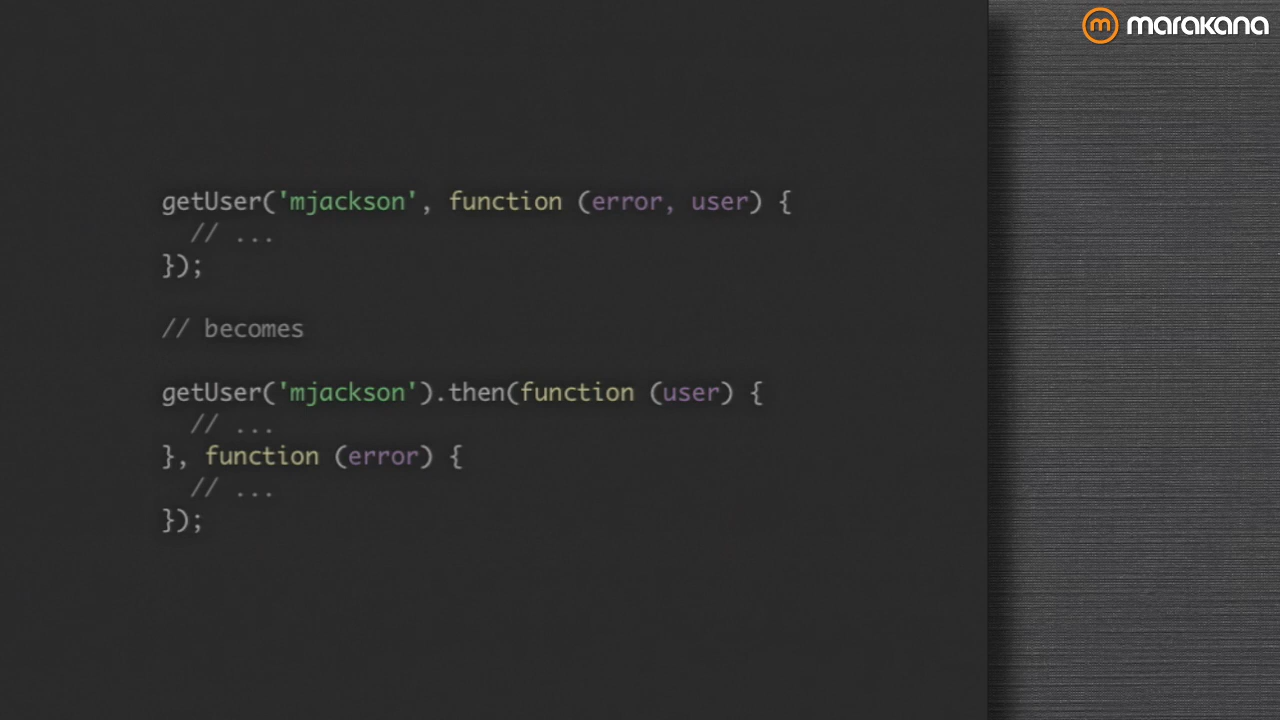 marakana
getUser('mjackson', function (error, user) {
  // ...
});
// becomes
getUser('mjackson').then(function (user) {
  // ...
}, function (error) {
  // ...
});